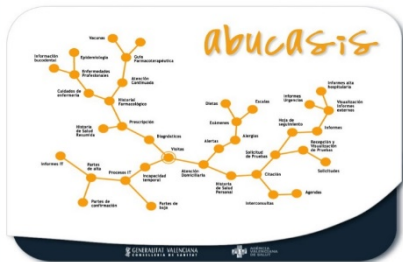 abucasis
Vacunas
Guía
Farmacoterapéutica
Información
bucodental
Epidemiología
Enfermedades
Profesionales
Atención
Continuada
Cuidados de
enfermería
Historial
Farmacológico
Historia
de Salud
Resumida
Prescripción
Diagnósticos
Visitas
Informes IT
Partes
de alta
Procesos IT
Incapacidad
temporal
Partes de
confirmación
Partes de
baja
Atención
Domiciliaria
Alertas
Alergias
Dietas
Escalas
Historia
de Salud
Personal
Solicitud
de Pruebas
Citación
Interconsultas
Agendas
Recepción y
Visualización
de Pruebas
Solicitudes
Hoja de
seguimiento
Informes
Informes
Urgencias
Visualización
Informes
externos
Informes alta
hospitalaria
GENERALITAT VALENCIANA
CONSELLERIA DE SANITAT